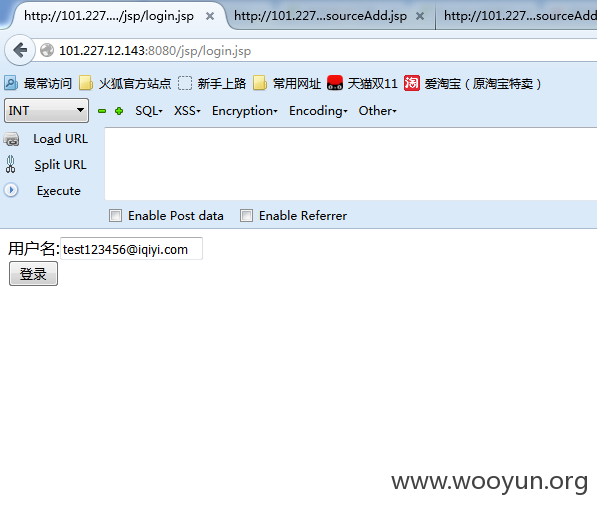 http://101.227..../jsp/login.jsp × http://101.227...sourceAdd.jsp × http://101.227...sourceAdd
101.227.12.143:8080/jsp/login.jsp
最常访问 火狐官方站点 新手上路 常用网址 天猫双11 淘 爱淘宝（原淘宝特卖）
INT SQL XSS Encryption Encoding Other
Load URL
Split URL
Execute
Enable Post data Enable Referrer
用户名:test123456@iqiyi.com
登录
www.wooyun.org